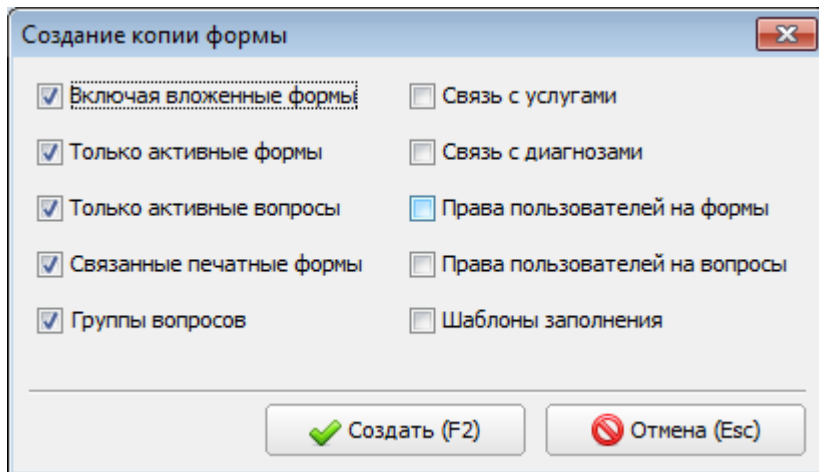 Создание копии формы
Включая вложенные формы
Связь с услугами
Только активные формы
Связь с диагнозами
Только активные вопросы
Права пользователей на формы
Связанные печатные формы
Права пользователей на вопросы
Группы вопросов
Шаблоны заполнения
Создать (F2)
Отмена (Esc)